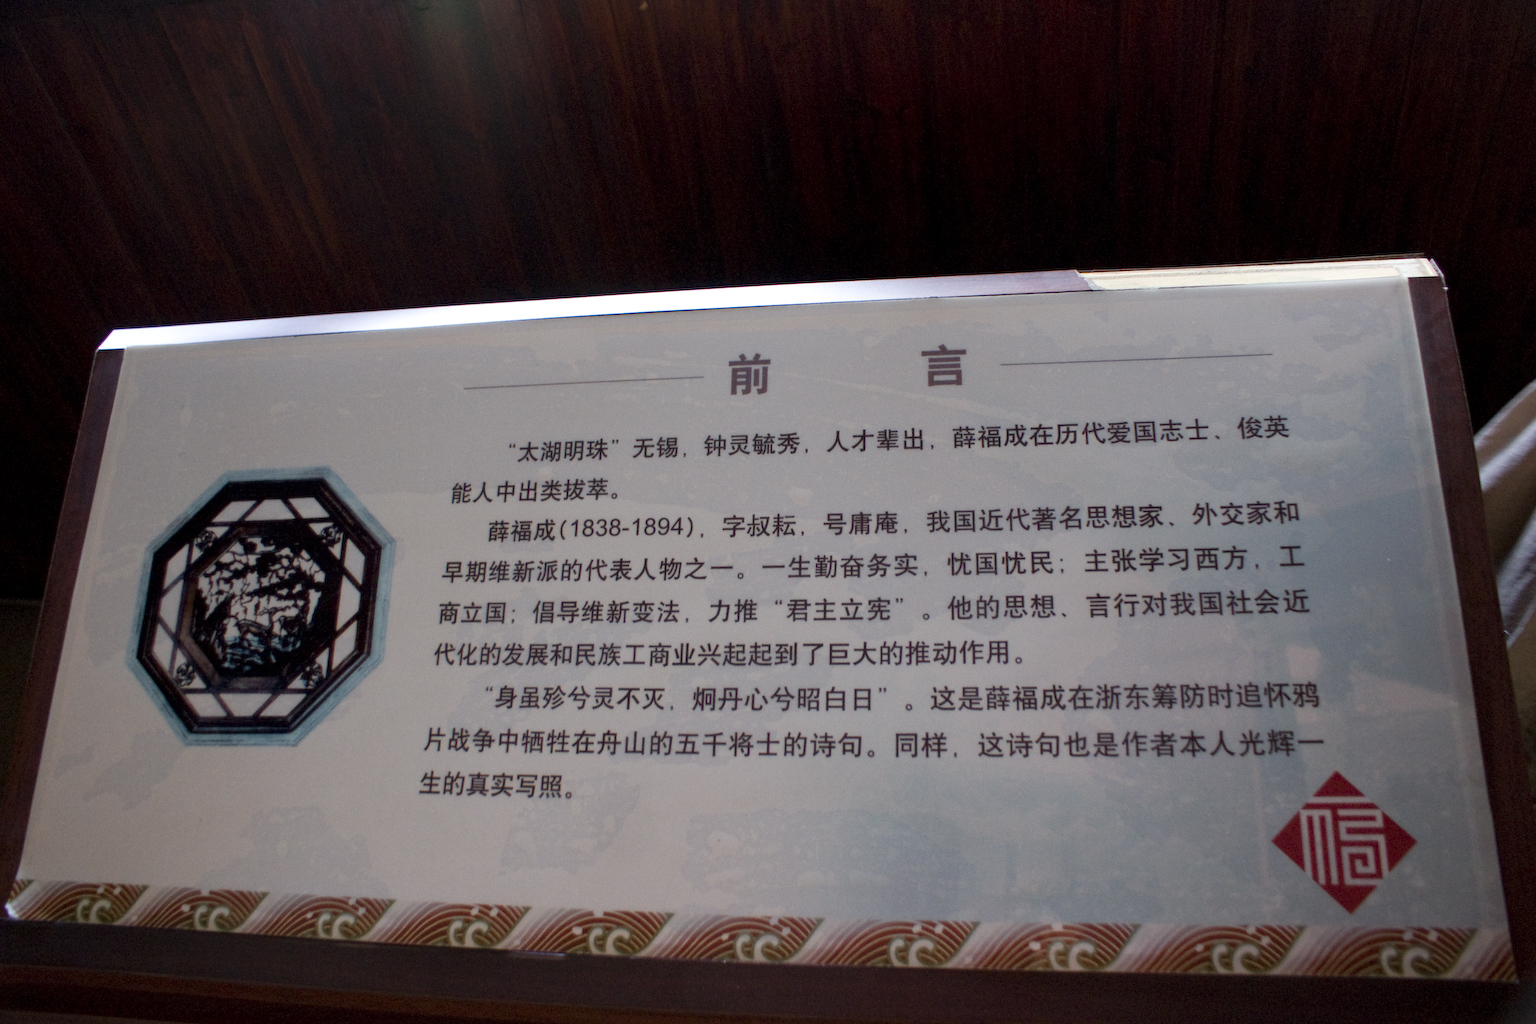 前言
“太湖明珠”无锡，钟灵毓秀，人才辈出，薛福成在历代爱国志士、俊英
能人中出类拔萃。
薛福成(1838-1894)，字叔耘，号庸庵，我国近代著名思想家、外交家和
早期维新派的代表人物之一。一生勤奋务实，忧国忧民；主张学习西方，工
商立国；倡导维新变法，力推“君主立宪”。他的思想、言行对我国社会近
代化的发展和民族工商业兴起起到了巨大的推动作用。
“身虽殄兮灵不灭，炯丹心兮昭白日”。这是薛福成在浙东筹防时追怀鸦
片战争中牺牲在舟山的五千将士的诗句。同样，这诗句也是作者本人光辉一
生的真实写照。
福